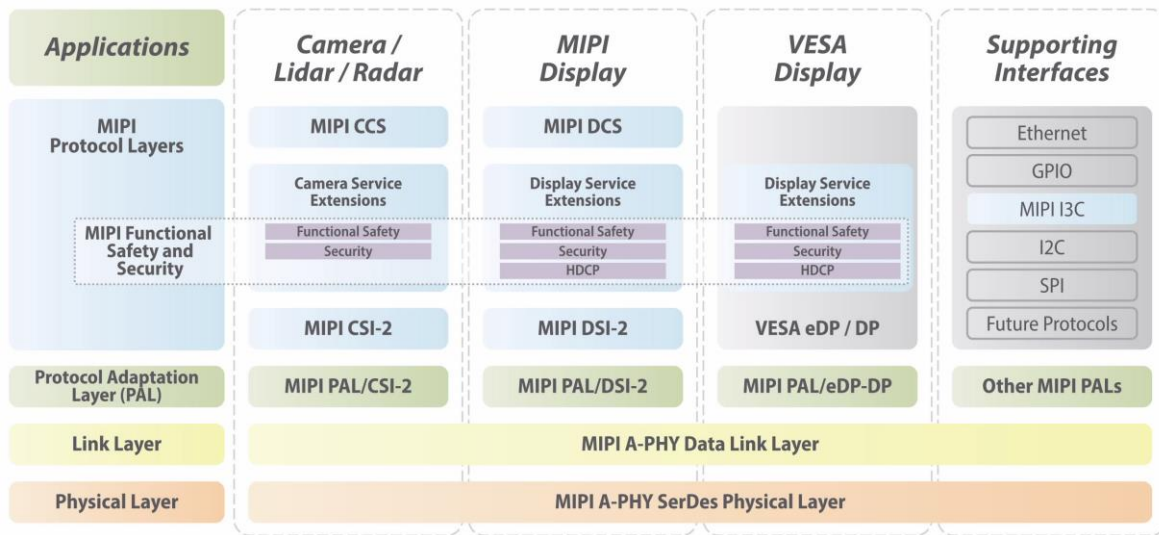 Applications
Camera /
Lidar / Radar
MIPI
Display
VESA
Display
Supporting
Interfaces
MIPI
Protocol Layers
MIPI CCS
MIPI DCS
Ethernet
GPIO
MIPI I3C
I2C
SPI
Future Protocols
Camera Service
Extensions
Display Service
Extensions
Display Service
Extensions
MIPI Functional
Safety and
Security
Functional Safety
Security
Functional Safety
Security
HDCP
Functional Safety
Security
HDCP
MIPI CSI-2
MIPI DSI-2
VESA eDP / DP
Protocol Adaptation
Layer (PAL)
MIPI PAL/CSI-2
MIPI PAL/DSI-2
MIPI PAL/eDP-DP
Other MIPI PALs
Link Layer
MIPI A-PHY Data Link Layer
Physical Layer
MIPI A-PHY SerDes Physical Layer